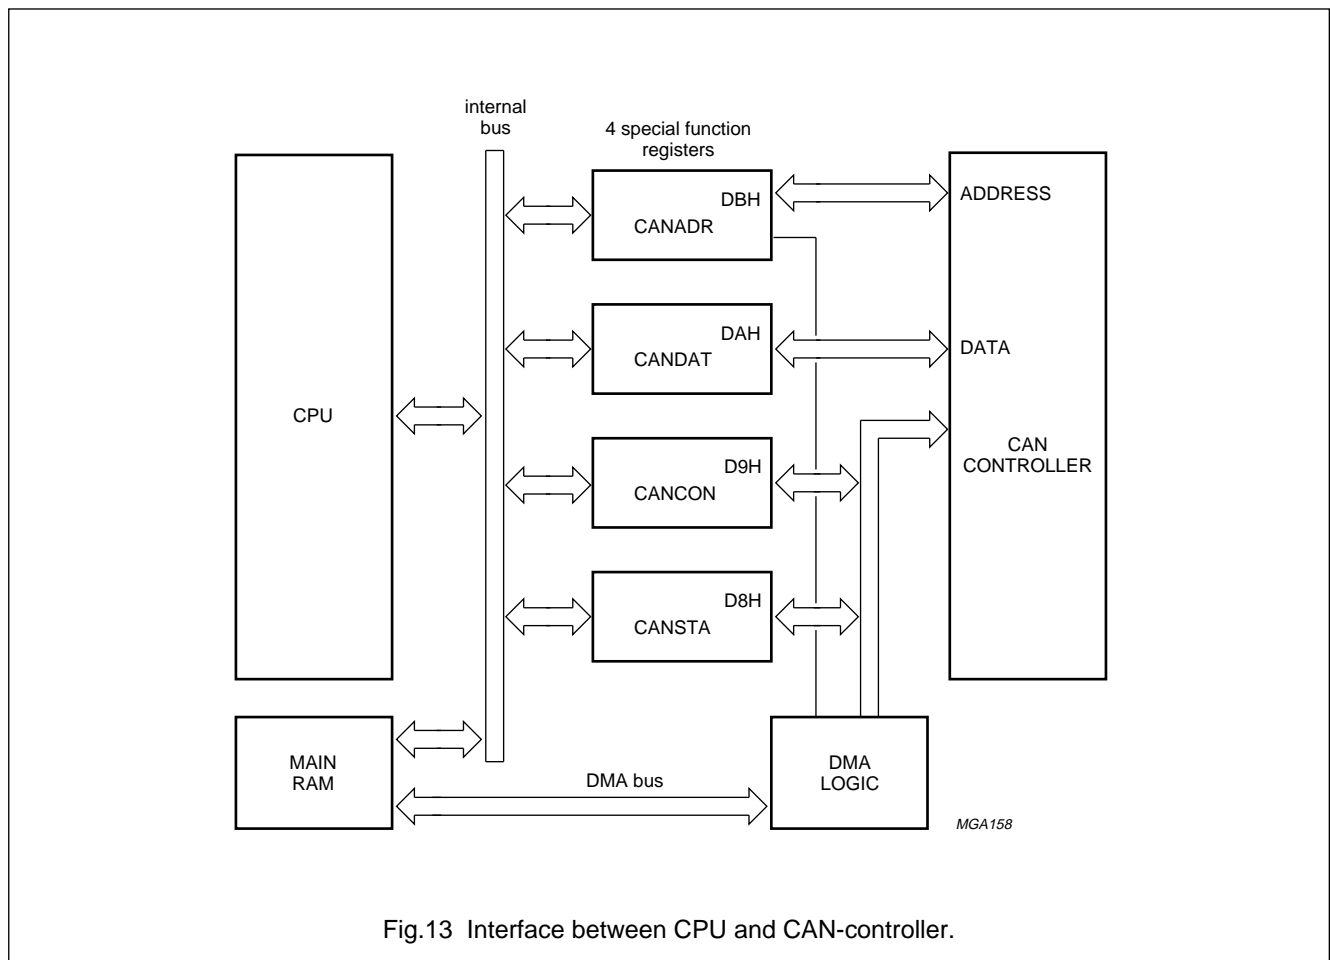 internal
bus
4 special function
registers
DBH
CANADR
ADDRESS
DAH
CANDAT
DATA
CPU
D9H
CANCON
CAN
CONTROLLER
D8H
CANSTA
MAIN
RAM
DMA bus
DMA
LOGIC
MGA158
Fig.13 Interface between CPU and CAN-controller.